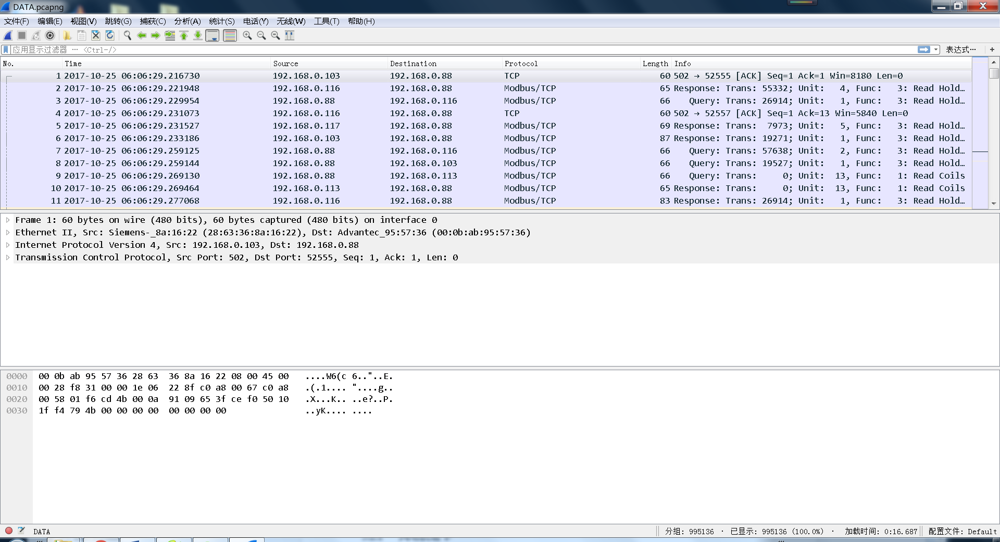 DATA.pcapng
文件(F) 编辑(E) 视图(V) 跳转(G) 捕获(C) 分析(A) 统计(S) 电话(Y) 无线(W) 工具(T) 帮助(H)
应用显示过滤器 … <Ctrl-/> 表达式… +
No. Time Source Destination Protocol Length Info
1 2017-10-25 06:06:29.216730 192.168.0.103 192.168.0.88 TCP 60 502 → 52555 [ACK] Seq=1 Ack=1 Win=8180 Len=0
2 2017-10-25 06:06:29.221948 192.168.0.116 192.168.0.88 Modbus/TCP 65 Response: Trans: 55332; Unit: 4, Func: 3: Read Hold…
3 2017-10-25 06:06:29.229954 192.168.0.88 192.168.0.116 Modbus/TCP 66 Query: Trans: 26914; Unit: 1, Func: 3: Read Hold…
4 2017-10-25 06:06:29.231073 192.168.0.116 192.168.0.88 TCP 60 502 → 52557 [ACK] Seq=1 Ack=13 Win=5840 Len=0
5 2017-10-25 06:06:29.231527 192.168.0.117 192.168.0.88 Modbus/TCP 69 Response: Trans: 7973; Unit: 5, Func: 3: Read Hold…
6 2017-10-25 06:06:29.233186 192.168.0.103 192.168.0.88 Modbus/TCP 87 Response: Trans: 19271; Unit: 1, Func: 3: Read Hold…
7 2017-10-25 06:06:29.259125 192.168.0.88 192.168.0.116 Modbus/TCP 66 Query: Trans: 57638; Unit: 2, Func: 3: Read Hold…
8 2017-10-25 06:06:29.259144 192.168.0.88 192.168.0.103 Modbus/TCP 66 Query: Trans: 19527; Unit: 1, Func: 3: Read Hold…
9 2017-10-25 06:06:29.269130 192.168.0.88 192.168.0.113 Modbus/TCP 66 Query: Trans: 0; Unit: 13, Func: 1: Read Coils
10 2017-10-25 06:06:29.269464 192.168.0.113 192.168.0.88 Modbus/TCP 65 Response: Trans: 0; Unit: 13, Func: 1: Read Coils
11 2017-10-25 06:06:29.277068 192.168.0.116 192.168.0.88 Modbus/TCP 83 Response: Trans: 26914; Unit: 1, Func: 3: Read Hold…
Frame 1: 60 bytes on wire (480 bits), 60 bytes captured (480 bits) on interface 0
Ethernet II, Src: Siemens-_8a:16:22 (28:63:36:8a:16:22), Dst: Advantec_95:57:36 (00:0b:ab:95:57:36)
Internet Protocol Version 4, Src: 192.168.0.103, Dst: 192.168.0.88
Transmission Control Protocol, Src Port: 502, Dst Port: 52555, Seq: 1, Ack: 1, Len: 0
0000 00 0b ab 95 57 36 28 63 36 8a 16 22 08 00 45 00 ....W6(c 6.."..E.
0010 00 28 f8 31 00 00 1e 06 22 8f c0 a8 00 67 c0 a8 .(.1.... "....g..
0020 00 58 01 f6 cd 4b 00 0a 91 09 65 3f ce f0 50 10 .X...K.. ..e?..P.
0030 1f f4 79 4b 00 00 00 00 00 00 00 00 ..yK.... ....
DATA 分组: 995136 · 已显示: 995136 (100.0%) · 加载时间: 0:16.687 配置文件: Default